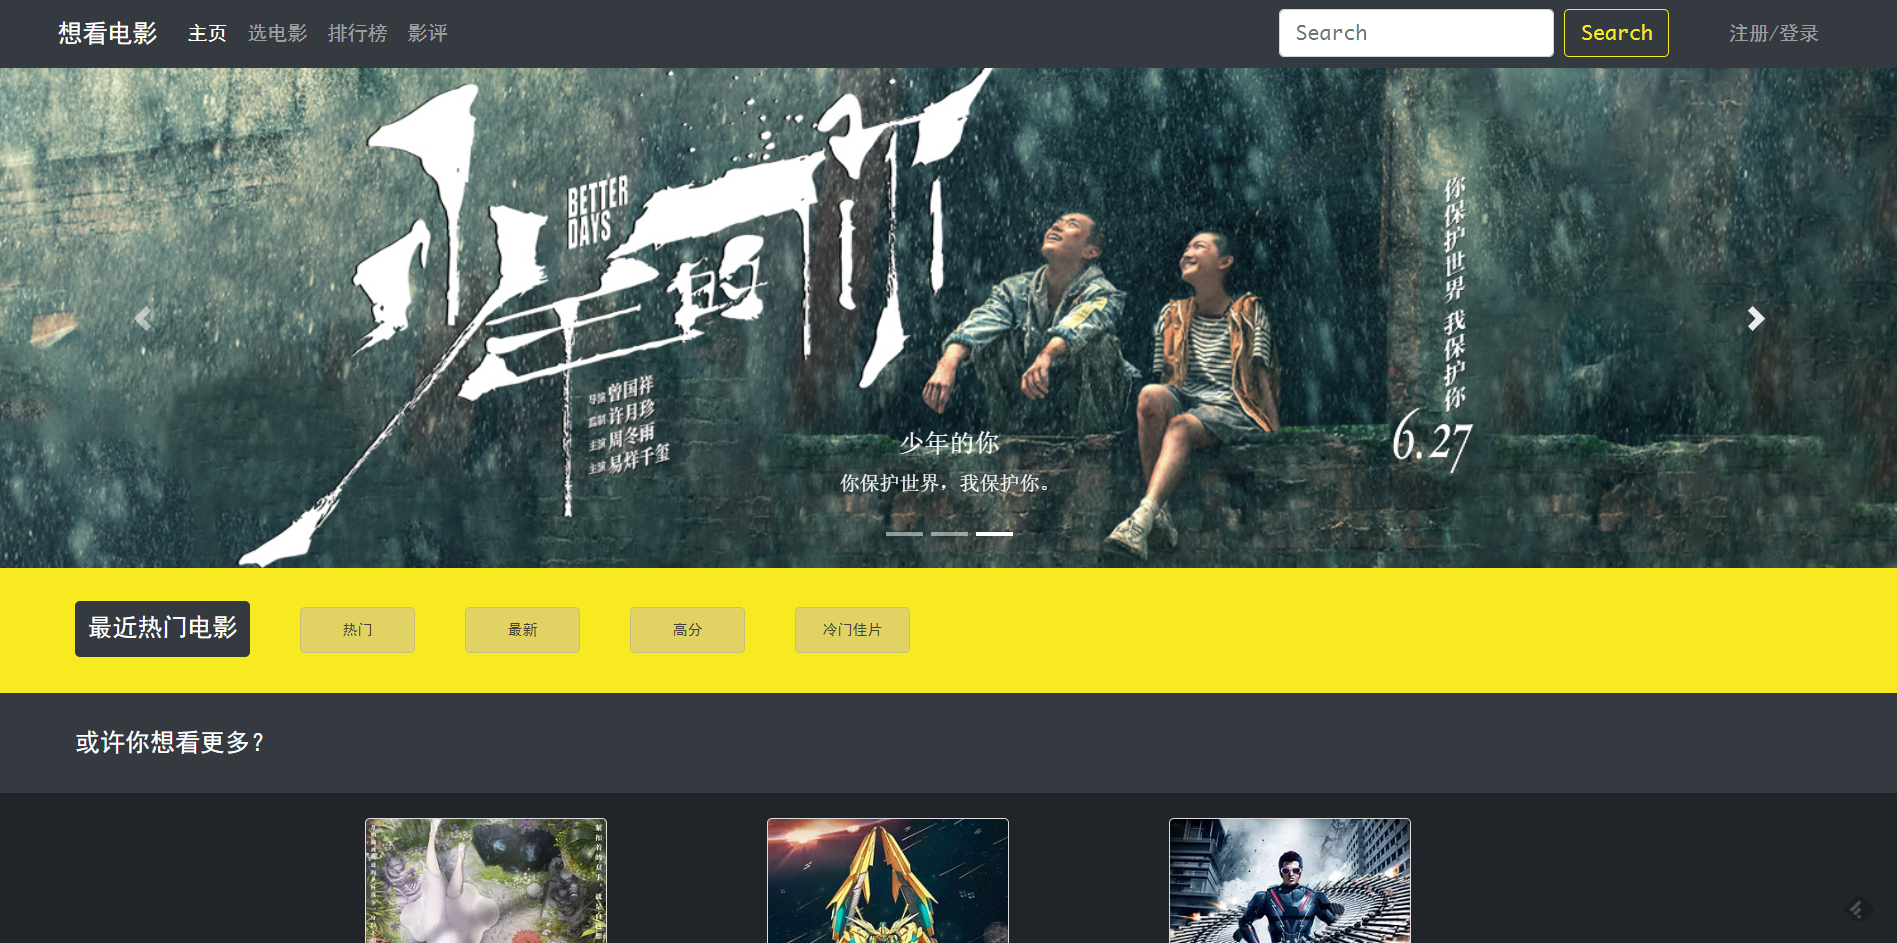 想看电影
主页
选电影
排行榜
影评
Search
Search
注册/登录
少年的你
BETTER
DAYS
导演 曾国祥
监制 许月珍
主演 周冬雨
主演 易烊千玺
你保护世界 我保护你
6.27
少年的你
你保护世界，我保护你。
最近热门电影
热门
最新
高分
冷门佳片
或许你想看更多？